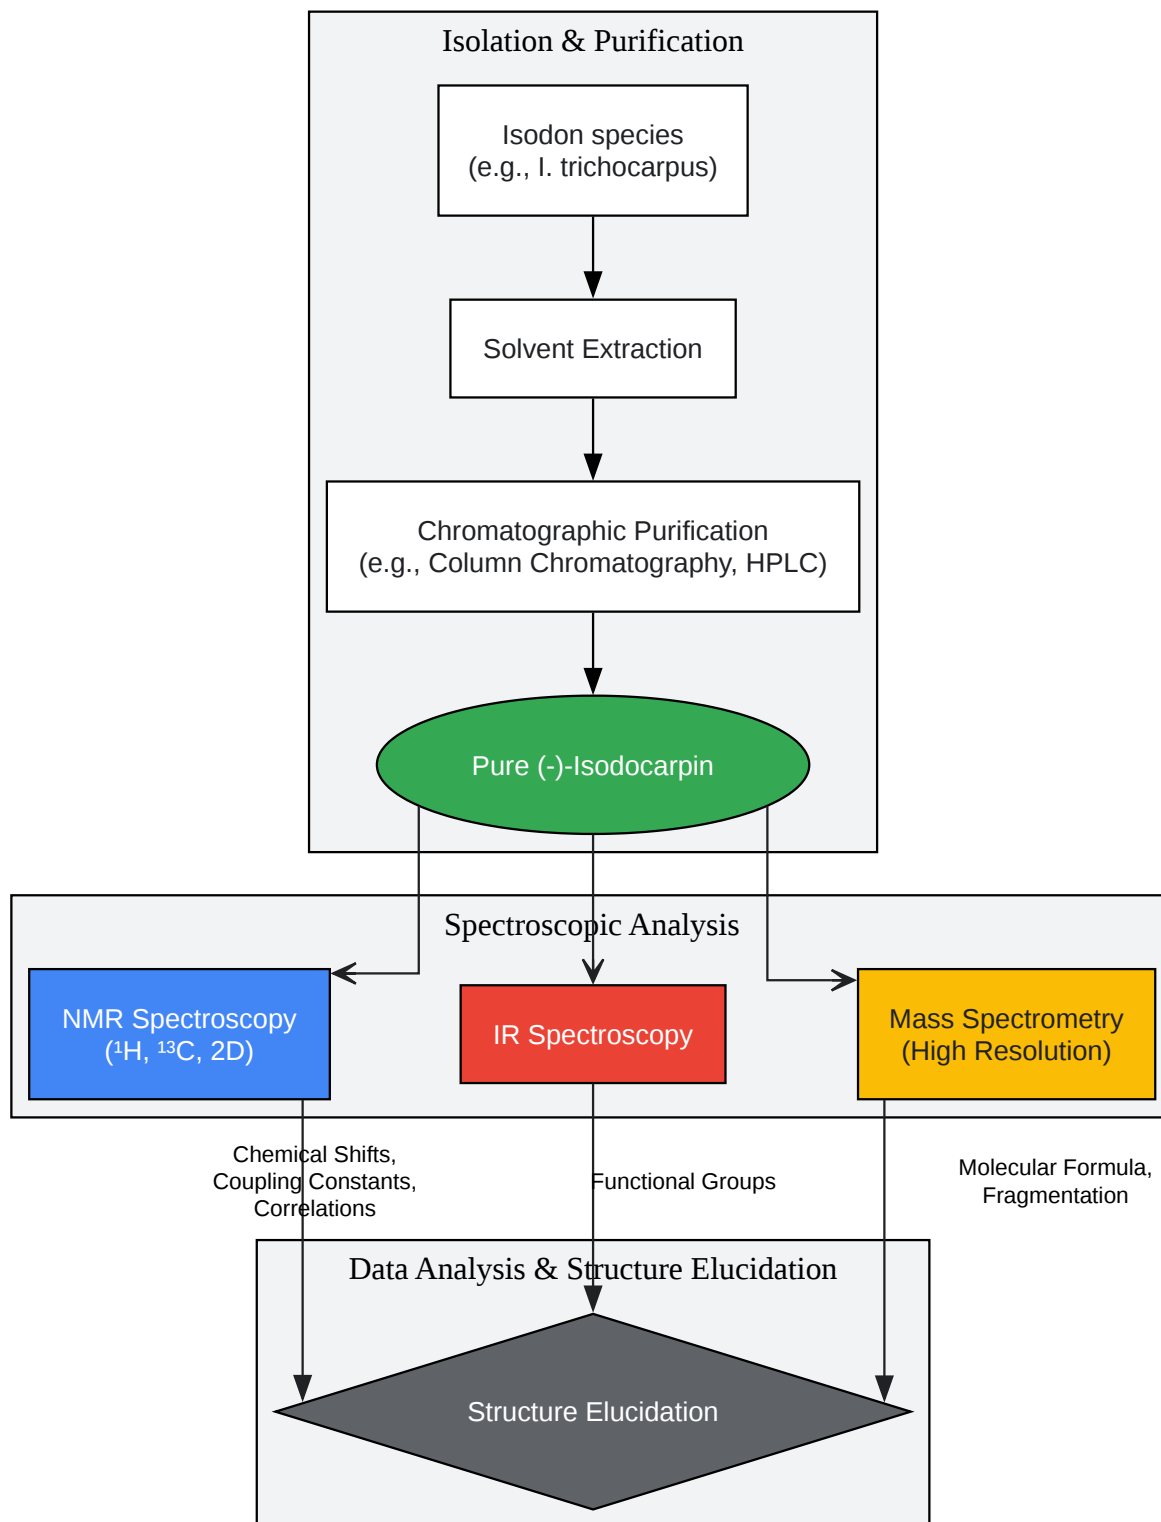 Isolation & Purification
Isodon species
(e.g., I. trichocarpus)
Solvent Extraction
Chromatographic Purification
(e.g., Column Chromatography, HPLC)
Pure (-)-Isodocarpin
Spectroscopic Analysis
NMR Spectroscopy
(¹H, ¹³C, 2D)
IR Spectroscopy
Mass Spectrometry
(High Resolution)
Chemical Shifts,
Coupling Constants,
Correlations
Functional Groups
Molecular Formula,
Fragmentation
Data Analysis & Structure Elucidation
Structure Elucidation